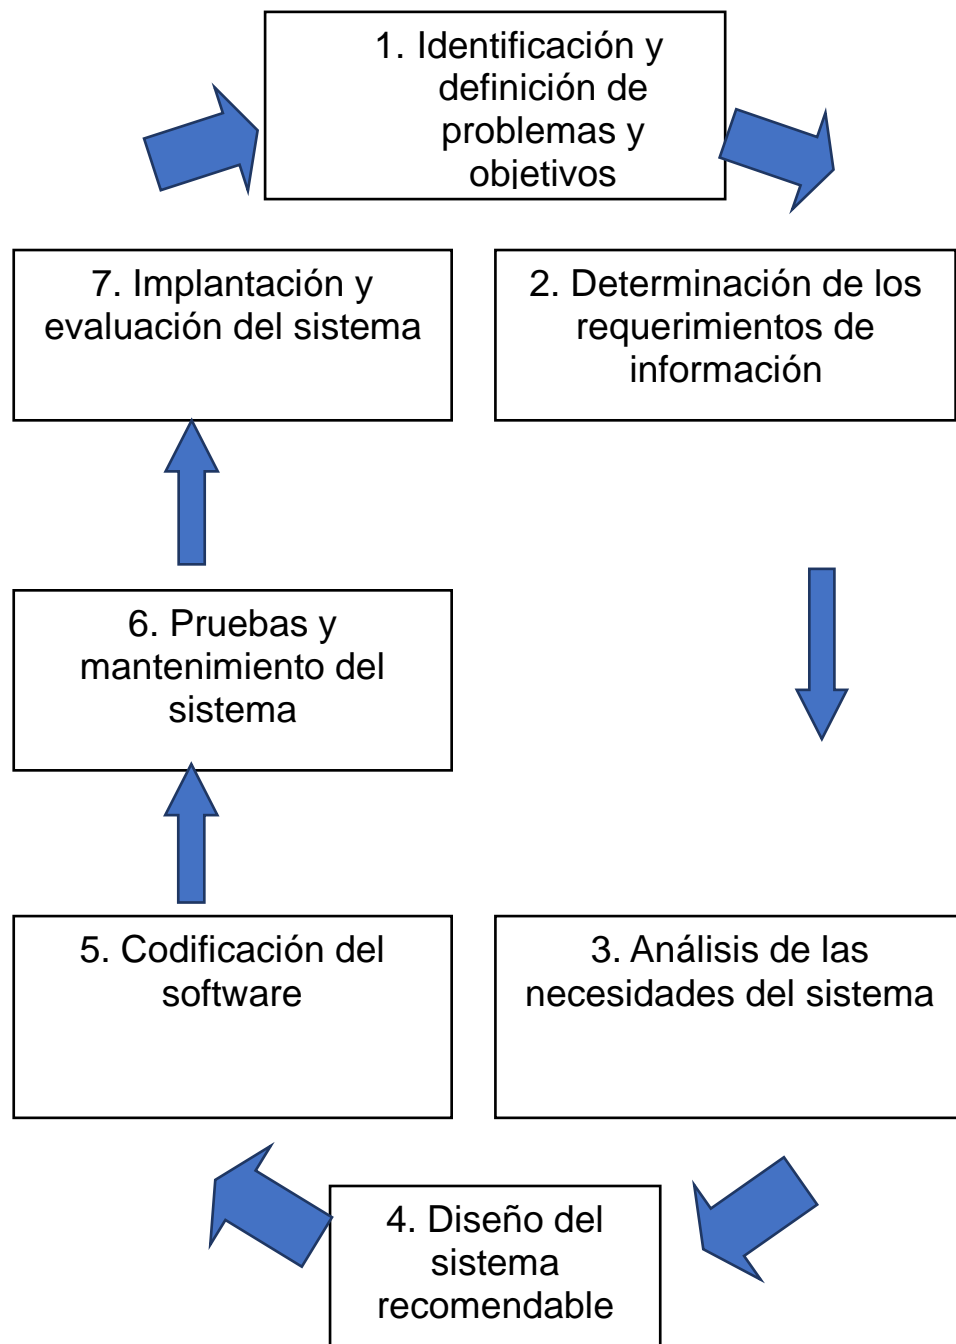 1. Identificación y
definición de
problemas y
objetivos
2. Determinación de los
requerimientos de
información
3. Análisis de las
necesidades del sistema
4. Diseño del
sistema
recomendable
5. Codificación del
software
6. Pruebas y
mantenimiento del
sistema
7. Implantación y
evaluación del sistema